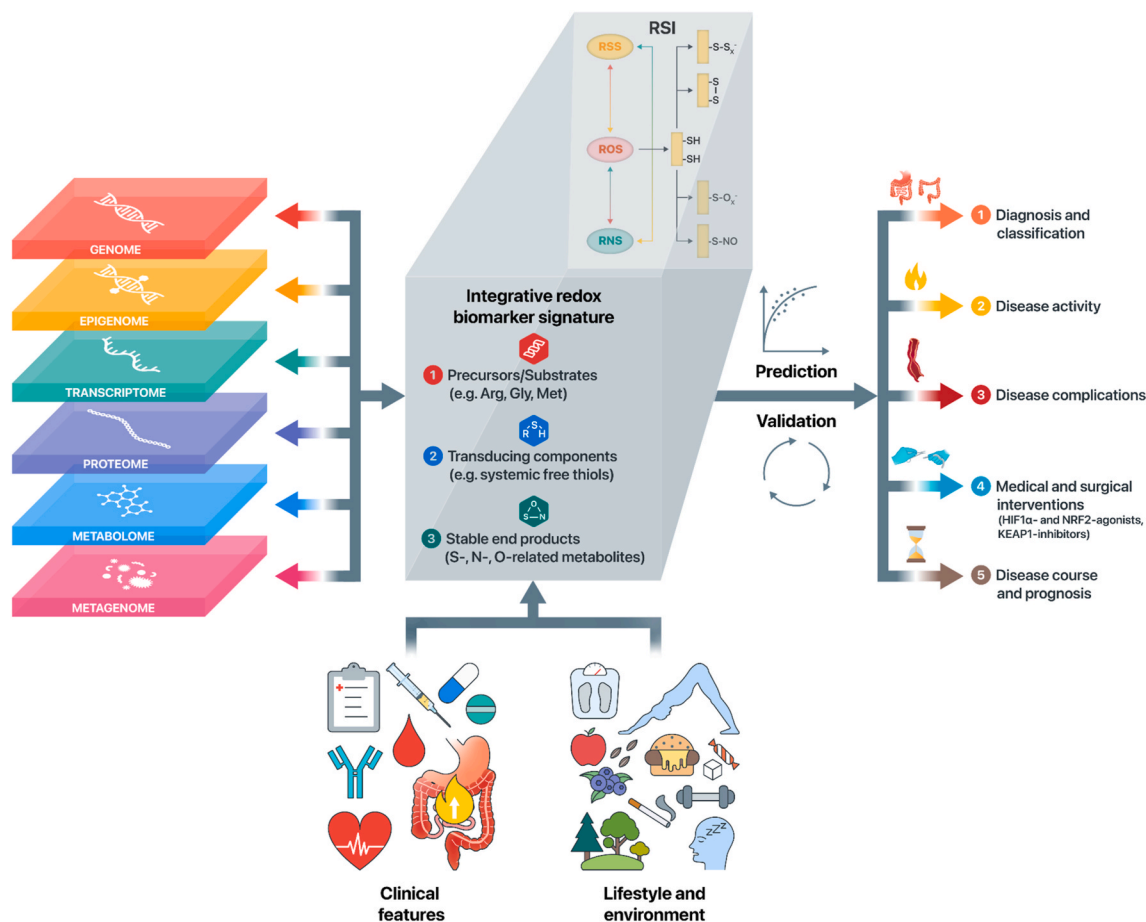 RSI
RSS
ROS
RNS
-S-Sₓ⁻
-S
S
-SH
-SH
-S-Oₓ⁻
-S-NO
GENOME
EPIGENOME
TRANSCRIPTOME
PROTEOME
METABOLOME
METAGENOME
Integrative redox
biomarker signature
1 Precursors/Substrates
(e.g. Arg, Gly, Met)
R S H
2 Transducing components
(e.g. systemic free thiols)
O
S N
3 Stable end products
(S-, N-, O-related metabolites)
Prediction
Validation
1 Diagnosis and
classification
2 Disease activity
3 Disease complications
4 Medical and surgical
interventions
(HIF1α- and NRF2-agonists,
KEAP1-inhibitors)
5 Disease course
and prognosis
zzz
Clinical
features
Lifestyle and
environment